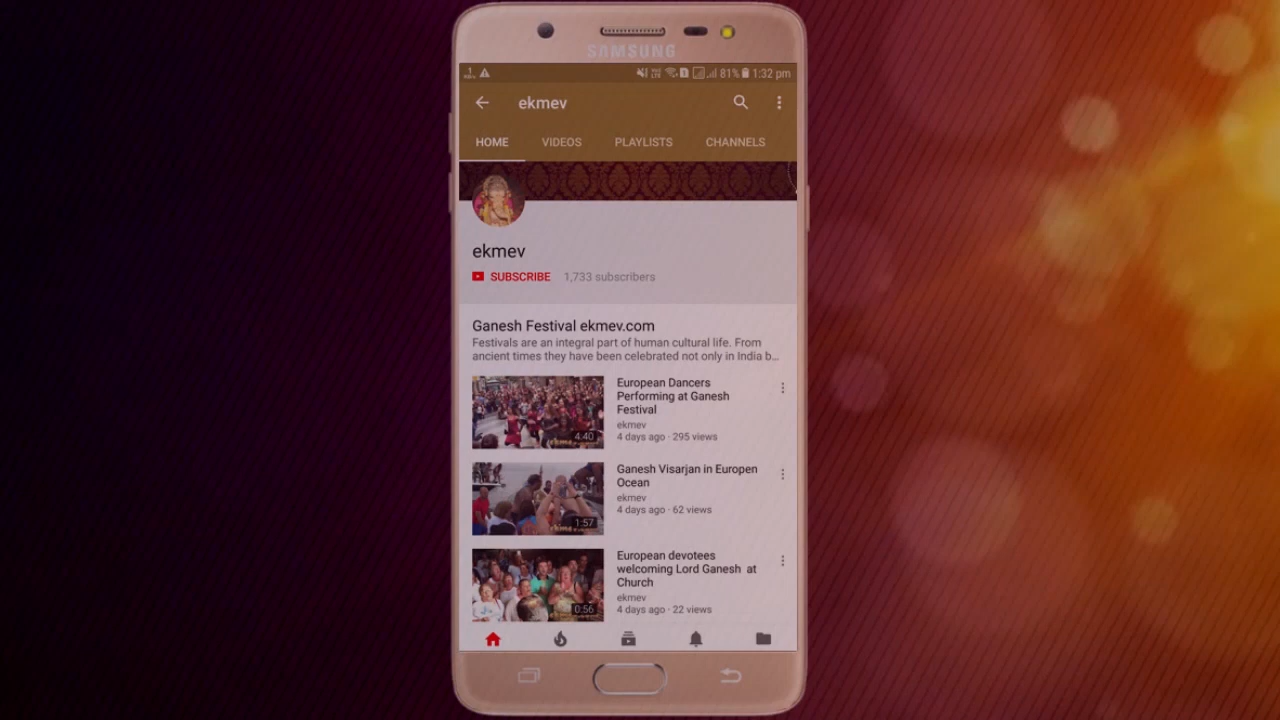 SAMSUNG
1
81% 1:32 pm
ekmev
HOME VIDEOS PLAYLISTS CHANNELS
ekmev
SUBSCRIBE 1,733 subscribers
Ganesh Festival ekmev.com
Festivals are an integral part of human cultural life. From
ancient times they have been celebrated not only in India b...
European Dancers
Performing at Ganesh
Festival
ekmev
4 days ago · 295 views
4:40
Ganesh Visarjan in Europen
Ocean
ekmev
4 days ago · 62 views
1:57
European devotees
welcoming Lord Ganesh at
Church
ekmev
4 days ago · 22 views
0:56